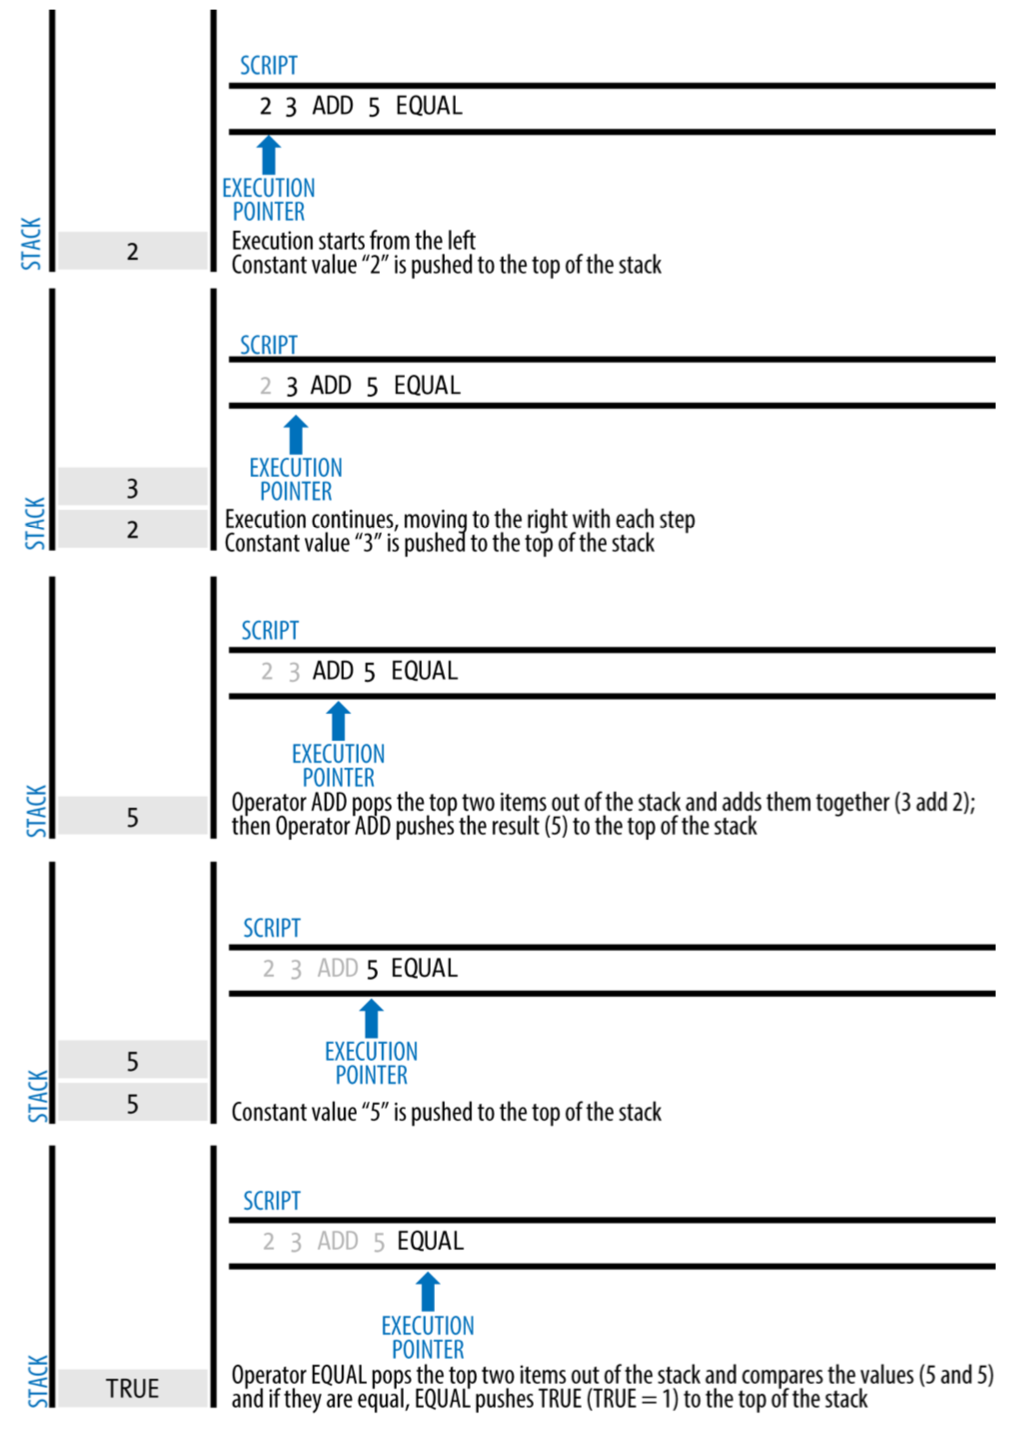 SCRIPT
2 3 ADD 5 EQUAL
EXECUTION
POINTER
STACK
2
Execution starts from the left
Constant value “2” is pushed to the top of the stack
SCRIPT
2 3 ADD 5 EQUAL
EXECUTION
POINTER
STACK
3
2
Execution continues, moving to the right with each step
Constant value “3” is pushed to the top of the stack
SCRIPT
2 3 ADD 5 EQUAL
EXECUTION
POINTER
STACK
5
Operator ADD pops the top two items out of the stack and adds them together (3 add 2);
then Operator ADD pushes the result (5) to the top of the stack
SCRIPT
2 3 ADD 5 EQUAL
EXECUTION
POINTER
STACK
5
5
Constant value “5” is pushed to the top of the stack
SCRIPT
2 3 ADD 5 EQUAL
EXECUTION
POINTER
STACK
TRUE
Operator EQUAL pops the top two items out of the stack and compares the values (5 and 5)
and if they are equal, EQUAL pushes TRUE (TRUE = 1) to the top of the stack